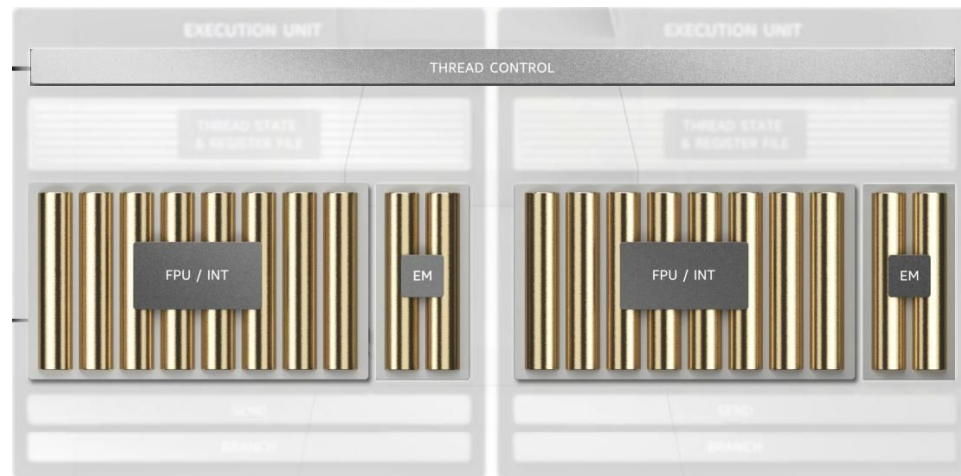 EXECUTION UNIT
EXECUTION UNIT
THREAD CONTROL
THREAD STATE
& REGISTER FILE
THREAD STATE
& REGISTER FILE
FPU / INT
EM
FPU / INT
EM
SEND
SEND
BRANCH
BRANCH